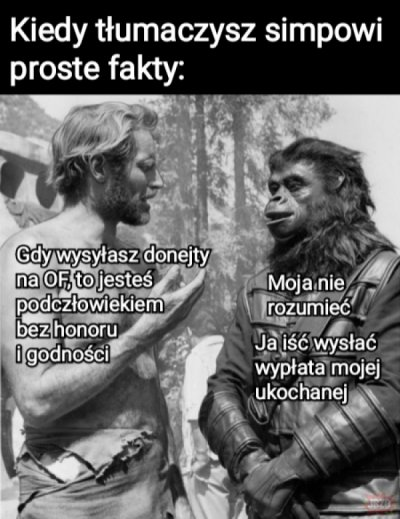 Kiedy tłumaczysz simpowi
proste fakty:
Gdy wysyłasz donejty
na OF, to jesteś
podczłowiekiem
bez honoru
i godności
Moja nie
rozumieć
Ja iść wysłać
wypłata mojej
ukochanej